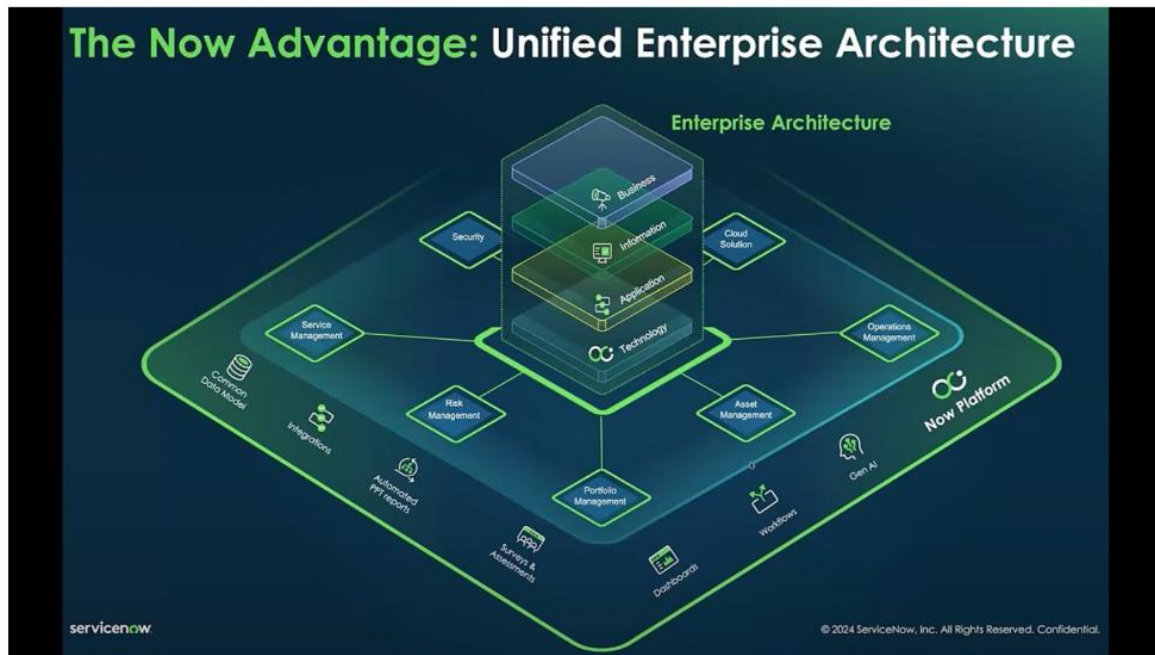 The Now Advantage: Unified Enterprise Architecture
Enterprise Architecture
Business
Information
Application
Technology
Security
Cloud
Solution
Service
Management
Operations
Management
Risk
Management
Asset
Management
Portfolio
Management
Common
Data Model
Integrations
Automated
PPT reports
Surveys &
Assessments
Dashboards
Workflows
Gen AI
Now Platform
servicenow
© 2024 ServiceNow, Inc. All Rights Reserved. Confidential.